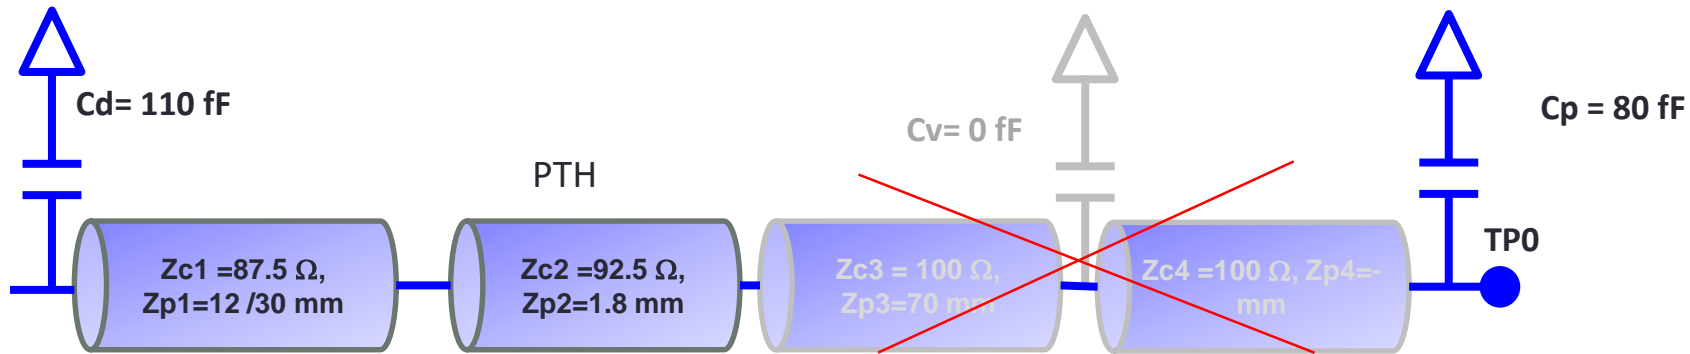 Cd= 110 fF
Cv= 0 fF
Cp = 80 fF
PTH
TP0
Zc1 =87.5 Ω,
Zp1=12 /30 mm
Zc2 =92.5 Ω,
Zp2=1.8 mm
Zc3 = 100 Ω,
Zp3=70 mm
Zc4 =100 Ω, Zp4=-
mm